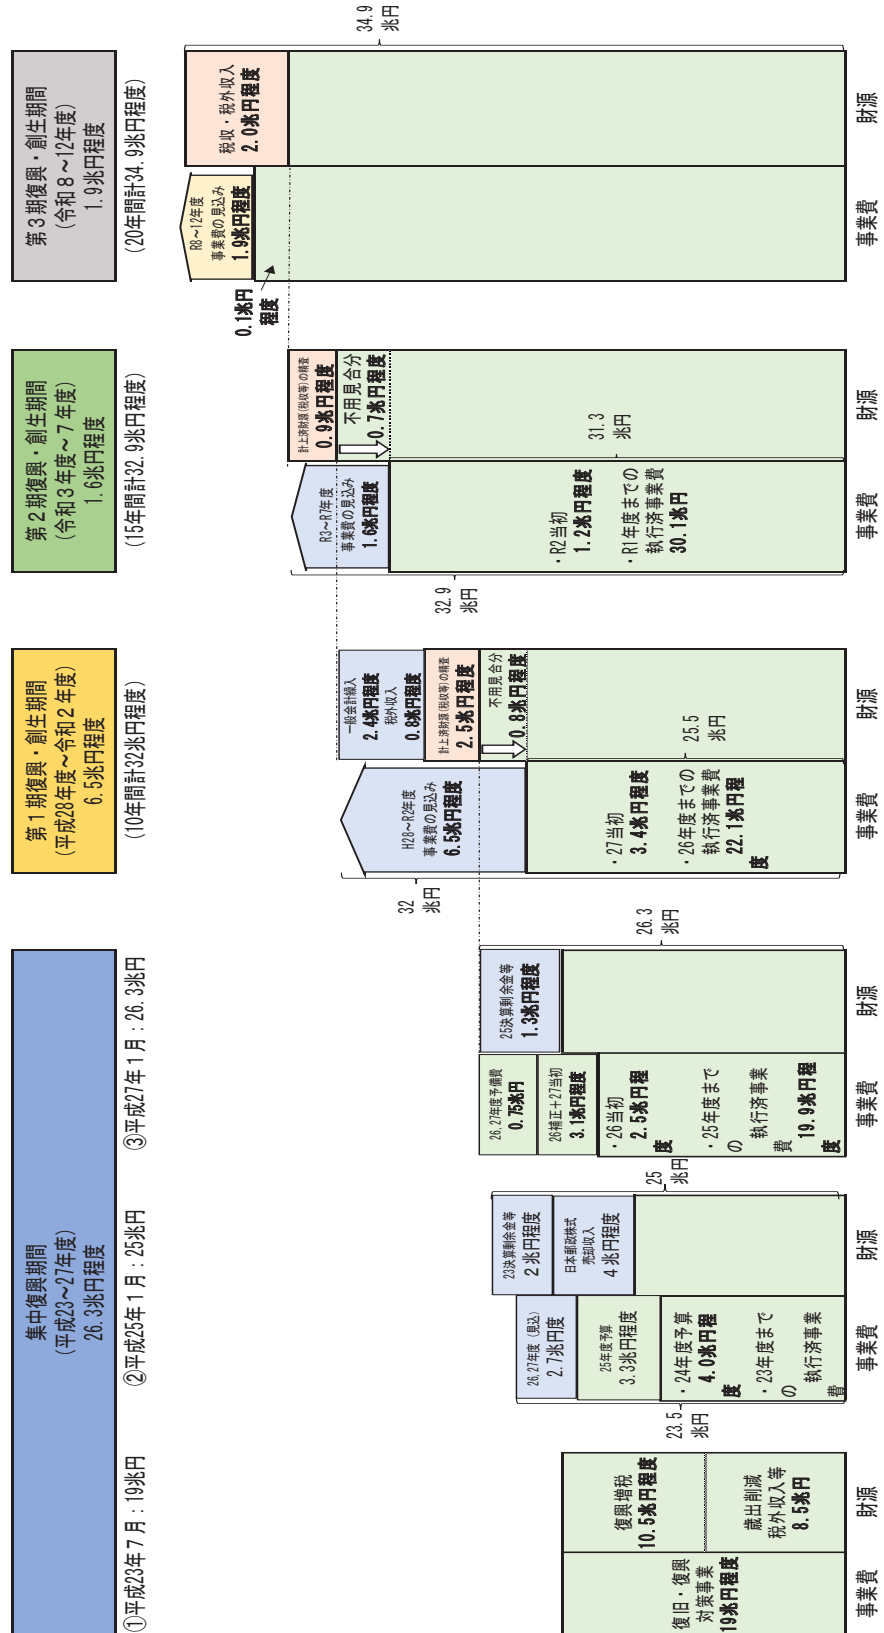 集中復興期間
(平成23～27年度)
26.3兆円程度
第１期復興・創生期間
(平成28年度～令和２年度)
6.5兆円程度
第２期復興・創生期間
(令和３年度～７年度)
1.6兆円程度
第３期復興・創生期間
(令和８～12年度)
1.9兆円程度
①平成23年７月：19兆円
②平成25年１月：25兆円
③平成27年１月：26.3兆円
(10年間計32兆円程度)
(15年間計32.9兆円程度)
(20年間計34.9兆円程度)
復旧・復興
対策事業
19兆円程度
事業費
復興増税
10.5兆円程度
歳出削減
税外収入等
8.5兆円
財源
23.5
兆円
26,27年度（見込）
2.7兆円度
25年度予算
3.3兆円程度
・24年度予算
4.0兆円程
度
・23年度まで
の
執行済事業
費
事業費
23決算剰余金等
２兆円程度
日本郵政株式
売却収入
４兆円程度
財源
25
兆円
26,27年度予備費
0.75兆円
26補正＋27当初
3.1兆円程度
・26当初
2.5兆円程
度
・25年度まで
の
執行済事業
費
19.9兆円程
度
事業費
25決算剰余金等
1.3兆円程度
財源
26.3
兆円
32
兆円
H28～R2年度
事業費の見込み
6.5兆円程度
・27当初
3.4兆円程度
・26年度までの
執行済事業費
22.1兆円程
度
事業費
一般会計繰入
2.4兆円程度
税外収入
0.8兆円程度
計上済財源(税収等)の精査
2.5兆円程度
不用見合分
0.8兆円程度
25.5
兆円
財源
32.9
兆円
R3～R7年度
事業費の見込み
1.6兆円程度
・R2当初
1.2兆円程度
・R1年度までの
執行済事業費
30.1兆円
事業費
計上済財源(税収等)の精査
0.9兆円程度
不用見合分
0.7兆円程度
31.3
兆円
財源
0.1兆円
程度
R8～12年度
事業費の見込み
1.9兆円程度
事業費
税収・税外収入
2.0兆円程度
財源
34.9
兆円